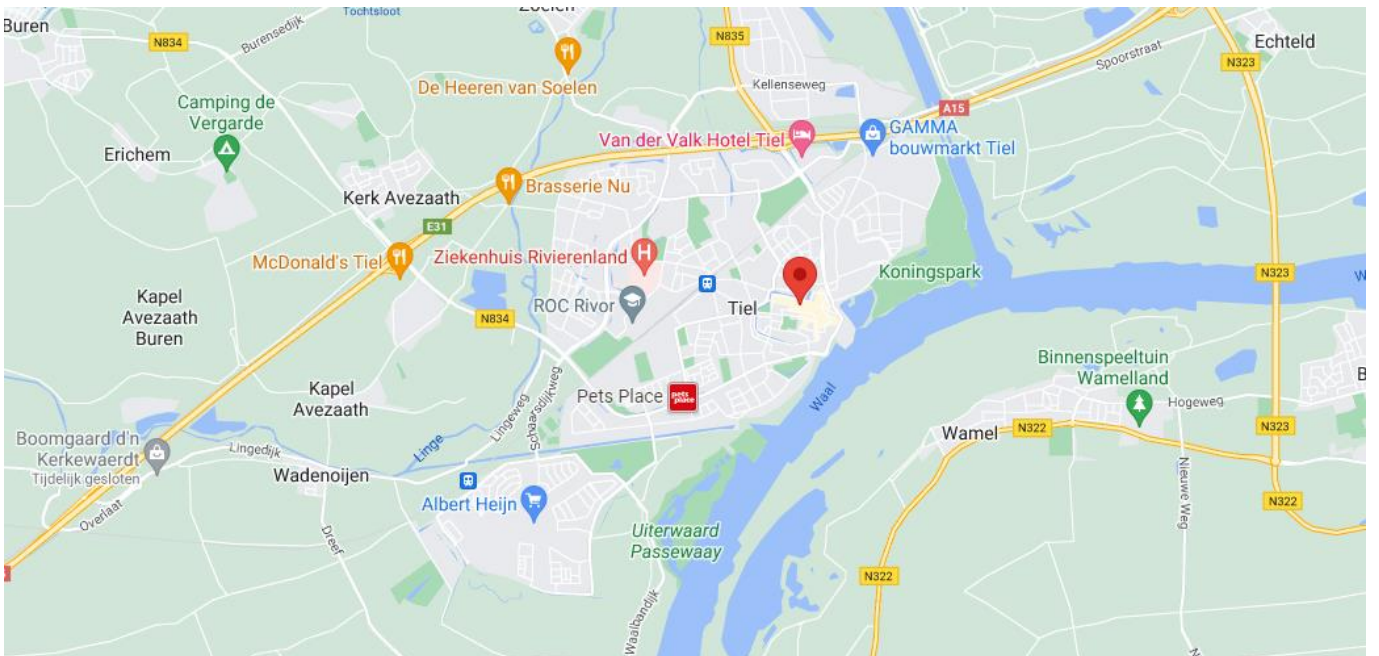 Zoelen
Tochtsloot
Buren
N834
Burensedijk
N835
Echteld
N323
Spoorstraat
De Heeren van Soelen
Kellenseweg
Camping de
Vergarde
A15
Van der Valk Hotel Tiel
GAMMA
bouwmarkt Tiel
Erichem
Kerk Avezaath
Brasserie Nu
E31
McDonald's Tiel
Ziekenhuis Rivierenland
H
Koningspark
N323
W
Kapel
Avezaath
Buren
ROC Rivor
Tiel
N834
Binnenspeeltuin
Wamelland
Kapel
Avezaath
Pets Place
pets
place
Waal
B
Hogeweg
Lingeweg
Schaarsdijkweg
Boomgaard d'n
Kerkewaerdt
Tijdelijk gesloten
Lingedijk
Linge
Wamel
N322
N323
Wadenoijen
Albert Heijn
Overlaat
Dreef
Nieuwe Weg
N322
Uiterwaard
Passewaay
N322
Waalbandijk
N